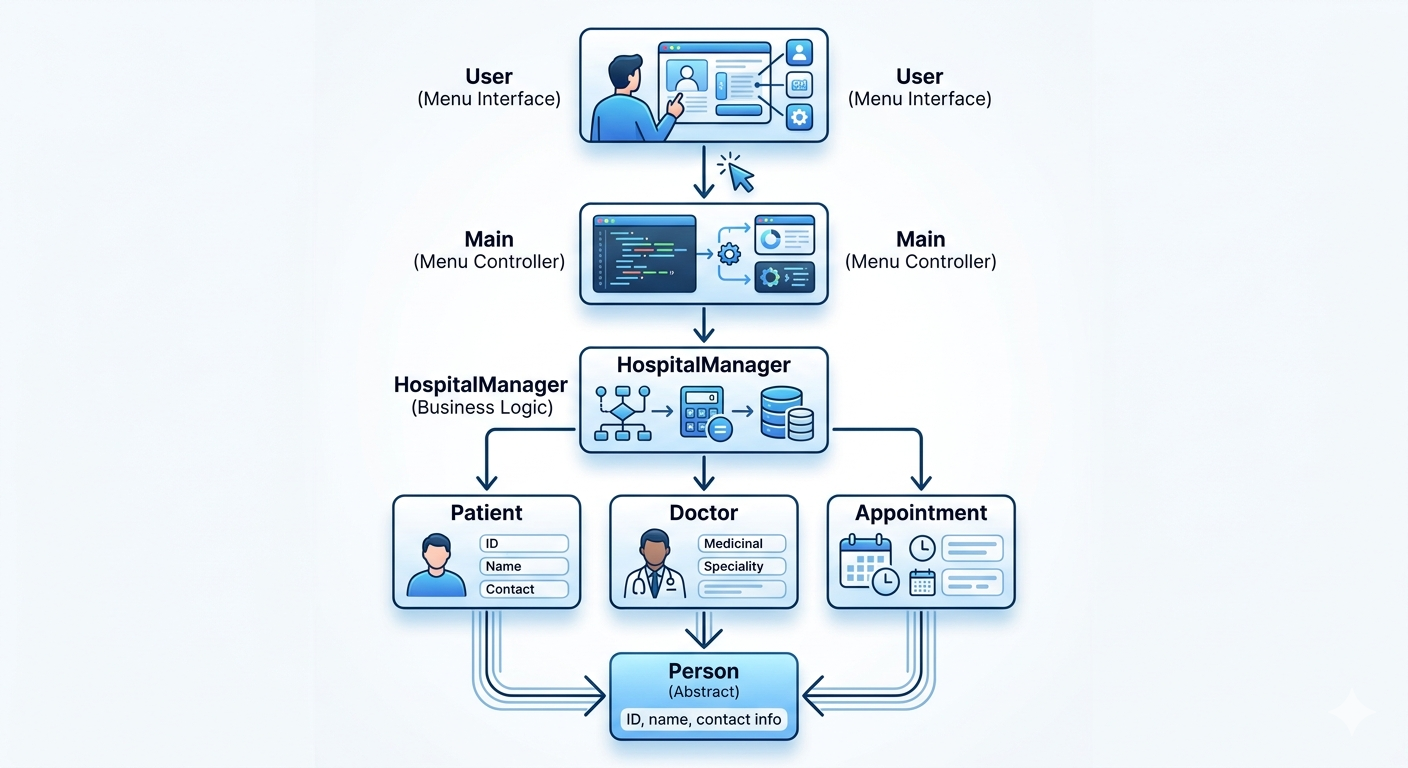 User
(Menu Interface)
User
(Menu Interface)
Main
(Menu Controller)
Main
(Menu Controller)
HospitalManager
(Business Logic)
HospitalManager
0
=
Patient
ID
Name
Contact
Doctor
Medicinal
Speciality
Appointment
Person
(Abstract)
ID, name, contact info